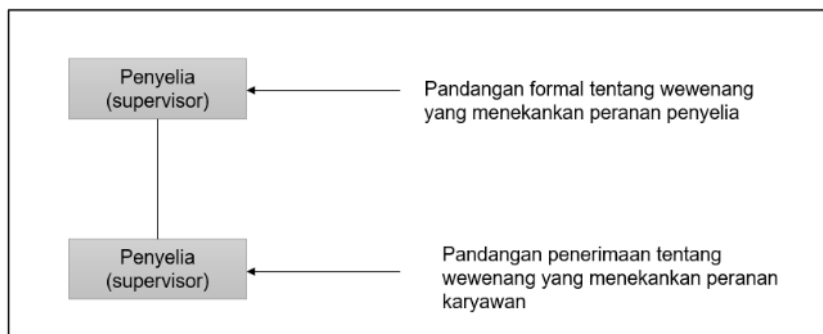 Penyelia
(supervisor)
Pandangan formal tentang wewenang
yang menekankan peranan penyelia
Penyelia
(supervisor)
Pandangan penerimaan tentang
wewenang yang menekankan peranan
karyawan